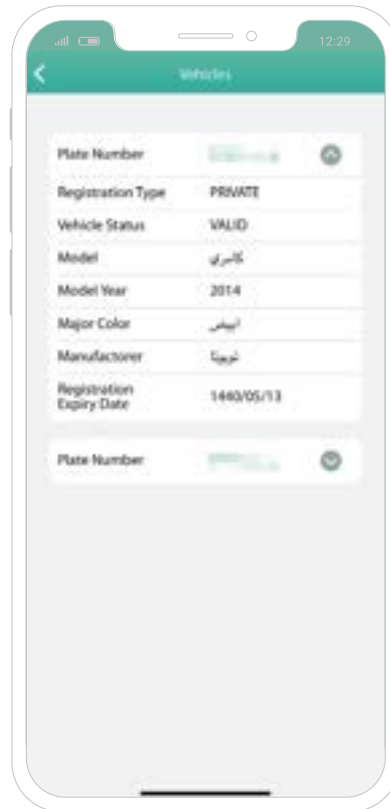 12:29
Vehicles
Plate Number
Registration Type PRIVATE
Vehicle Status VALID
Model كامري
Model Year 2014
Major Color ابيض
Manufactorer تويوتا
Registration
Expiry Date 1440/05/13
Plate Number